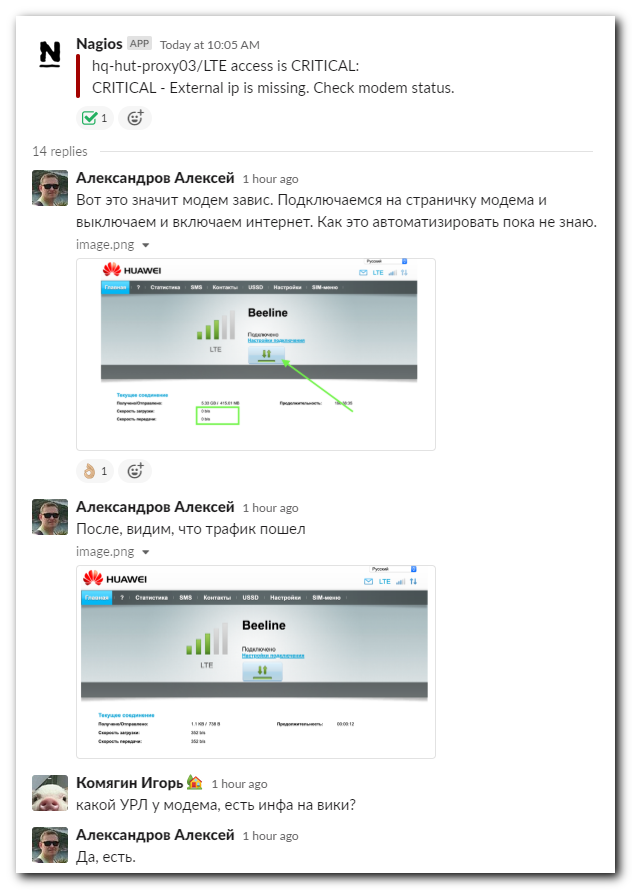 Nagios APP Today at 10:05 AM
hq-hut-proxy03/LTE access is CRITICAL:
CRITICAL - External ip is missing. Check modem status.
1
14 replies
Александров Алексей 1 hour ago
Вот это значит модем завис. Подключаемся на страничку модема и
выключаем и включаем интернет. Как это автоматизировать пока не знаю.
image.png
Русский
HUAWEI
LTE
Главная ? Статистика SMS Контакты USSD Настройки SIM-меню
Beeline
Подключено
Настройки подключения
LTE
Текущее соединение
Получено/Отправлено: 5.03 GB / 415.61 MB Продолжительность:
Скорость загрузки: 0 b/s
Скорость передачи: 0 b/s
1
Александров Алексей 1 hour ago
После, видим, что трафик пошел
image.png
Русский
HUAWEI
LTE
Главная ? Статистика SMS Контакты USSD Настройки SIM-меню
Beeline
Подключено
Настройки подключения
LTE
Текущее соединение
Получено/Отправлено: 1.1 KB / 738 B Продолжительность: 00:00:12
Скорость загрузки: 352 b/s
Скорость передачи: 352 b/s
Комягин Игорь 1 hour ago
какой УРЛ у модема, есть инфа на вики?
Александров Алексей 1 hour ago
Да, есть.